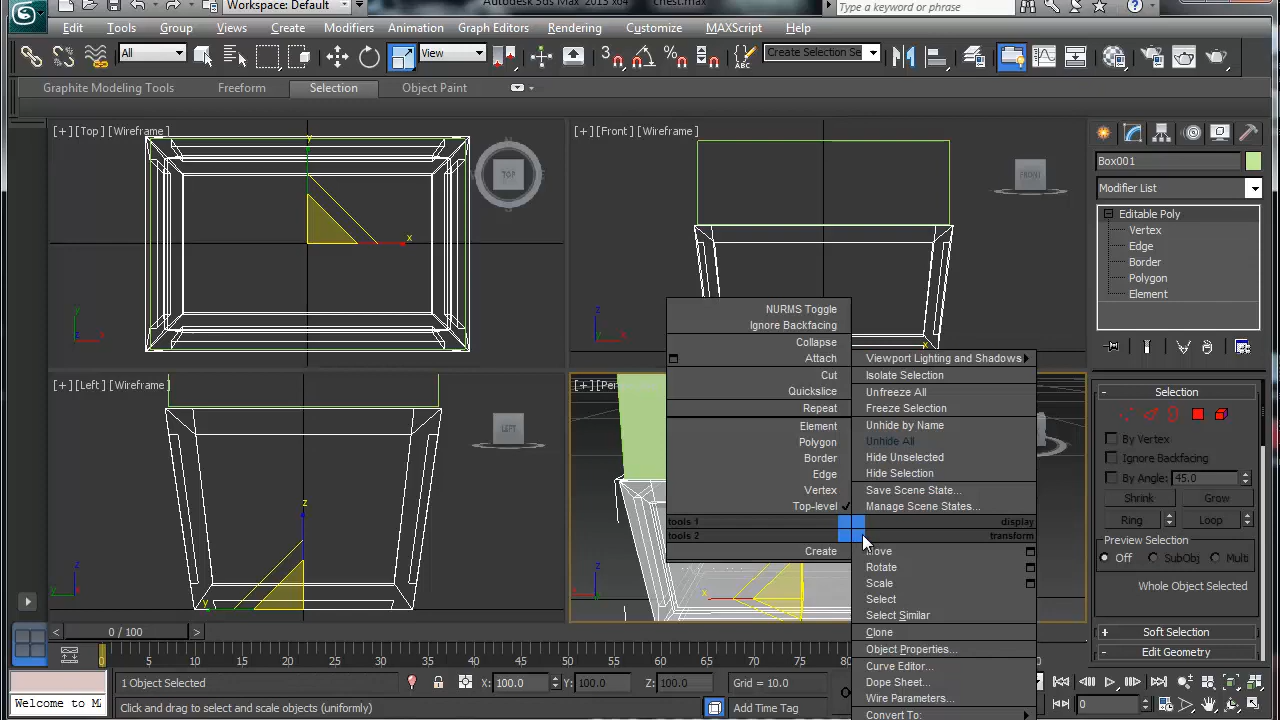 Workspace: Default
Autodesk 3ds Max 2013 x64
chest.max
Type a keyword or phrase
Edit
Tools
Group
Views
Create
Modifiers
Animation
Graph Editors
Rendering
Customize
MAXScript
Help
All
View
Create Selection Se
Graphite Modeling Tools
Freeform
Selection
Object Paint
[+] [Top] [Wireframe]
[+] [Front] [Wireframe]
[+] [Left] [Wireframe]
TOP
FRONT
LEFT
y
x
y
x
z
x
z
y
z
y
x
x
NURMS Toggle
Ignore Backfacing
Collapse
Attach
Cut
Quickslice
Repeat
Element
Polygon
Border
Edge
Vertex
Top-level
tools 1
tools 2
Create
Viewport Lighting and Shadows
Isolate Selection
Unfreeze All
Freeze Selection
Unhide by Name
Unhide All
Hide Unselected
Hide Selection
Save Scene State...
Manage Scene States...
display
transform
Move
Rotate
Scale
Select
Select Similar
Clone
Object Properties...
Curve Editor...
Dope Sheet...
Wire Parameters...
Convert To:
Box001
Modifier List
Editable Poly
Vertex
Edge
Border
Polygon
Element
Selection
By Vertex
Ignore Backfacing
By Angle: 45.0
Shrink
Grow
Ring
Loop
Preview Selection
Off
SubObj
Multi
Whole Object Selected
Soft Selection
Edit Geometry
0 / 100
5 10 15 20 25 30 35 40 45 50 55 60 65 70 75 80
1 Object Selected
X: 100.0
Y: 100.0
Z: 100.0
Grid = 10.0
0
Welcome to
Click and drag to select and scale objects (uniformly)
Add Time Tag